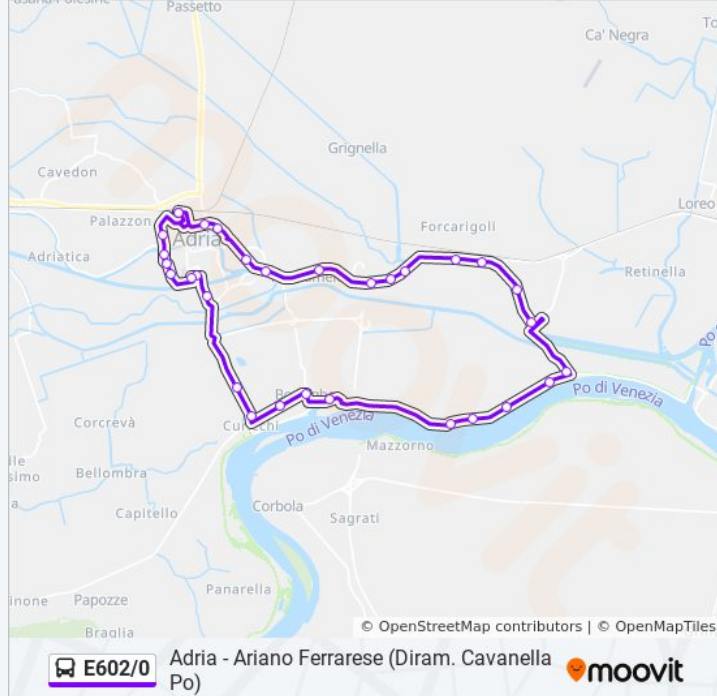 Passetto
Ca' Negra
Grignella
Cavedon
Loreo
Palazzon
Forcarigoli
Adria
Adriatica
Retinella
Po di Venezia
Po di Venezia
Corcrevà
Mazzorno
Bellombra
Capitello
Corbola
Sagrati
Panarella
Papozze
Braglia
© OpenStreetMap contributors | © OpenMapTiles
E602/0
Adria - Ariano Ferrarese (Diram. Cavanella
Po)
moovit